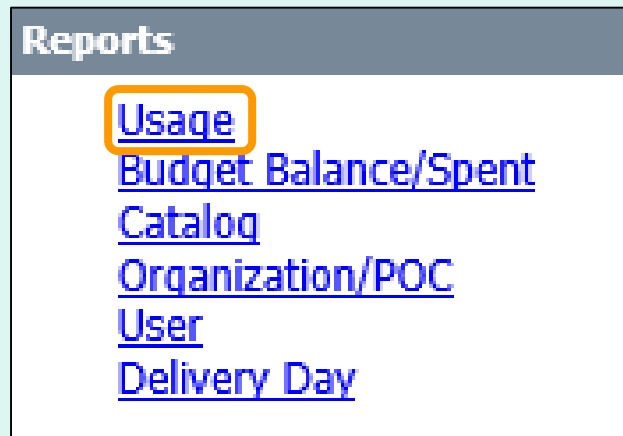 Reports
Usage
Budget Balance/Spent
Catalog
Organization/POC
User
Delivery Day